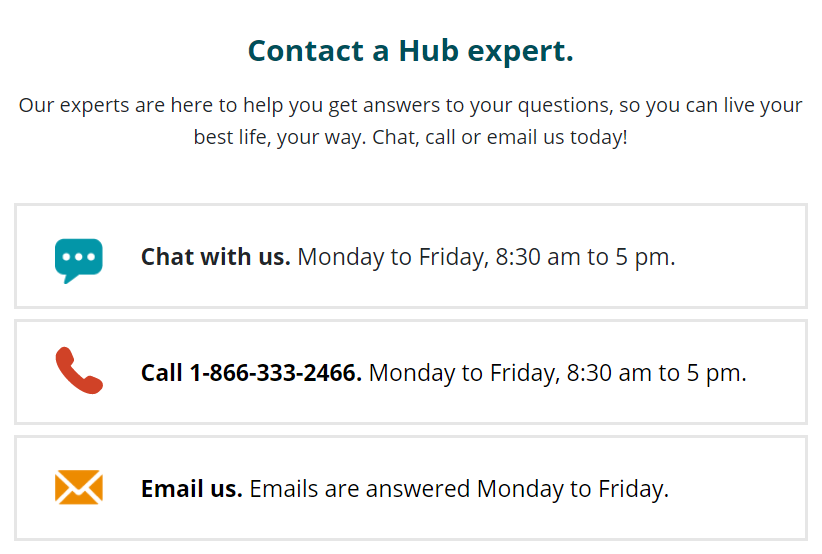 Contact a Hub expert.
Our experts are here to help you get answers to your questions, so you can live your
best life, your way. Chat, call or email us today!
Chat with us. Monday to Friday, 8:30 am to 5 pm.
Call 1-866-333-2466. Monday to Friday, 8:30 am to 5 pm.
Email us. Emails are answered Monday to Friday.